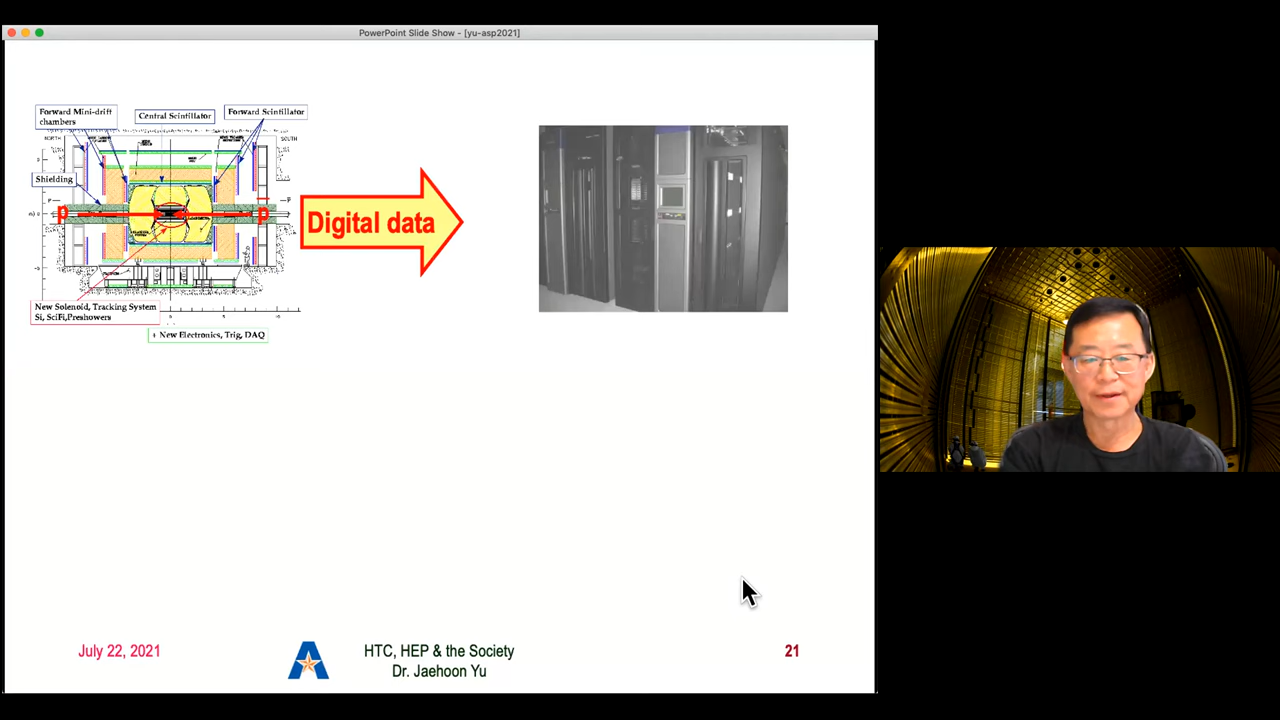 PowerPoint Slide Show - [yu-asp2021]
Forward Mini-drift
chambers
Central Scintillator
Forward Scintillator
NORTH
SOUTH
Shielding
p
p
Digital data
New Solenoid, Tracking System
Si, SciFi,Preshowers
+ New Electronics, Trig, DAQ
July 22, 2021
HTC, HEP & the Society
Dr. Jaehoon Yu
21